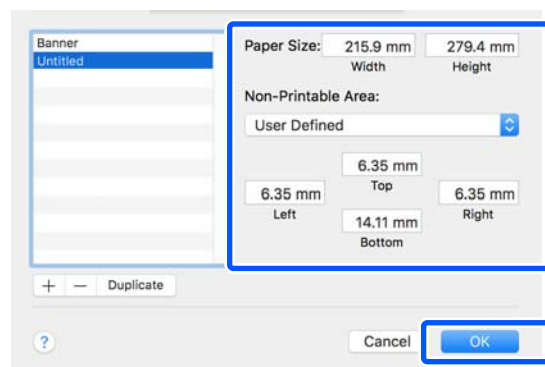 Banner
Untitled
Paper Size: 215.9 mm 279.4 mm
Width Height
Non-Printable Area:
User Defined
6.35 mm
Top
6.35 mm 6.35 mm
Left Right
14.11 mm
Bottom
+ − Duplicate
? Cancel OK